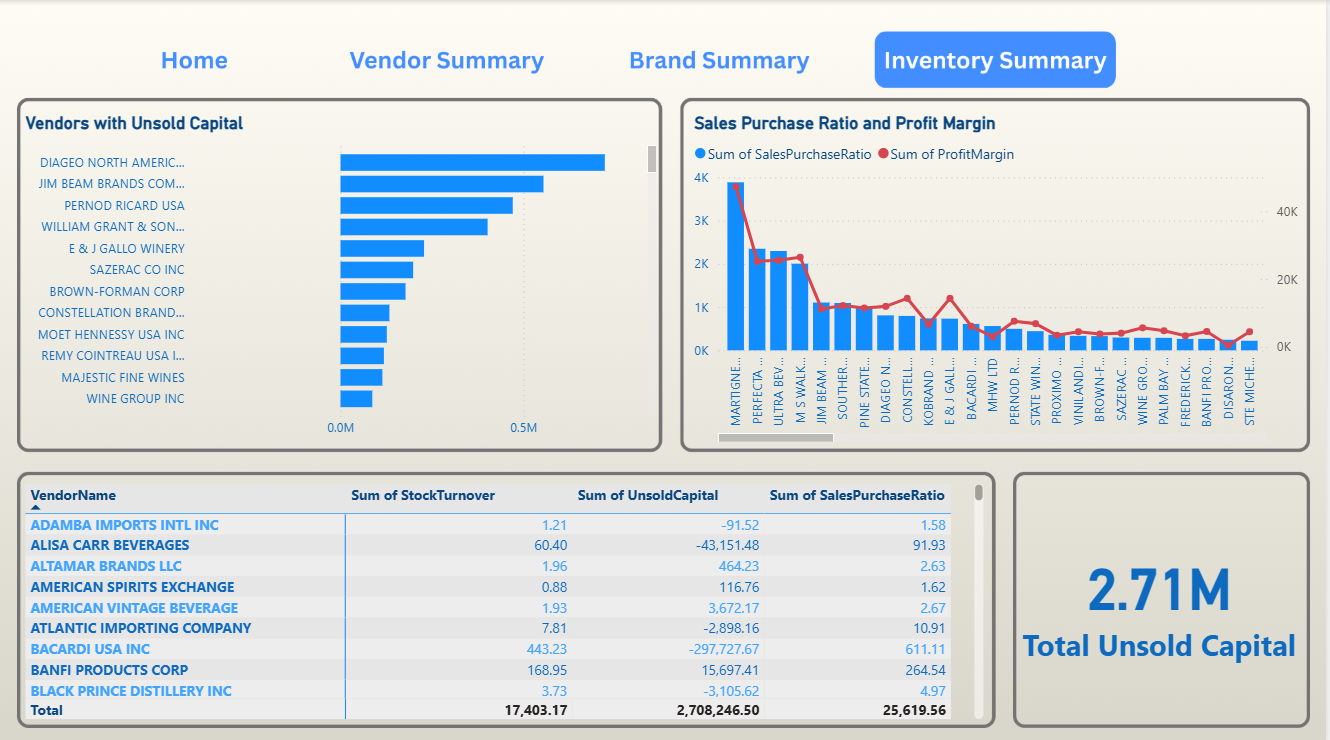 Home
Vendor Summary
Brand Summary
Inventory Summary
Vendors with Unsold Capital
DIAGEO NORTH AMERIC...
JIM BEAM BRANDS COM...
PERNOD RICARD USA
WILLIAM GRANT & SON...
E & J GALLO WINERY
SAZERAC CO INC
BROWN-FORMAN CORP
CONSTELLATION BRAND...
MOET HENNESSY USA INC
REMY COINTREAU USA I...
MAJESTIC FINE WINES
WINE GROUP INC
0.0M 0.5M
Sales Purchase Ratio and Profit Margin
Sum of SalesPurchaseRatio Sum of ProfitMargin
4K
3K
2K
1K
0K
40K
20K
0K
MARTIGNE...
PERFECTA ...
ULTRA BEV...
M S WALK...
JIM BEAM ...
SOUTHER...
PINE STATE...
DIAGEO N...
CONSTELL...
KOBRAND ...
E & J GALL...
BACARDI ...
MHW LTD
PERNOD R...
STATE WIN...
PROXIMO ...
VINILANDI...
BROWN-F...
SAZERAC ...
WINE GRO...
PALM BAY ...
FREDERICK...
BANFI PRO...
DISARON...
STE MICHE...
VendorName Sum of StockTurnover Sum of UnsoldCapital Sum of SalesPurchaseRatio
ADAMBA IMPORTS INTL INC 1.21 -91.52 1.58
ALISA CARR BEVERAGES 60.40 -43,151.48 91.93
ALTAMAR BRANDS LLC 1.96 464.23 2.63
AMERICAN SPIRITS EXCHANGE 0.88 116.76 1.62
AMERICAN VINTAGE BEVERAGE 1.93 3,672.17 2.67
ATLANTIC IMPORTING COMPANY 7.81 -2,898.16 10.91
BACARDI USA INC 443.23 -297,727.67 611.11
BANFI PRODUCTS CORP 168.95 15,697.41 264.54
BLACK PRINCE DISTILLERY INC 3.73 -3,105.62 4.97
Total 17,403.17 2,708,246.50 25,619.56
2.71M
Total Unsold Capital